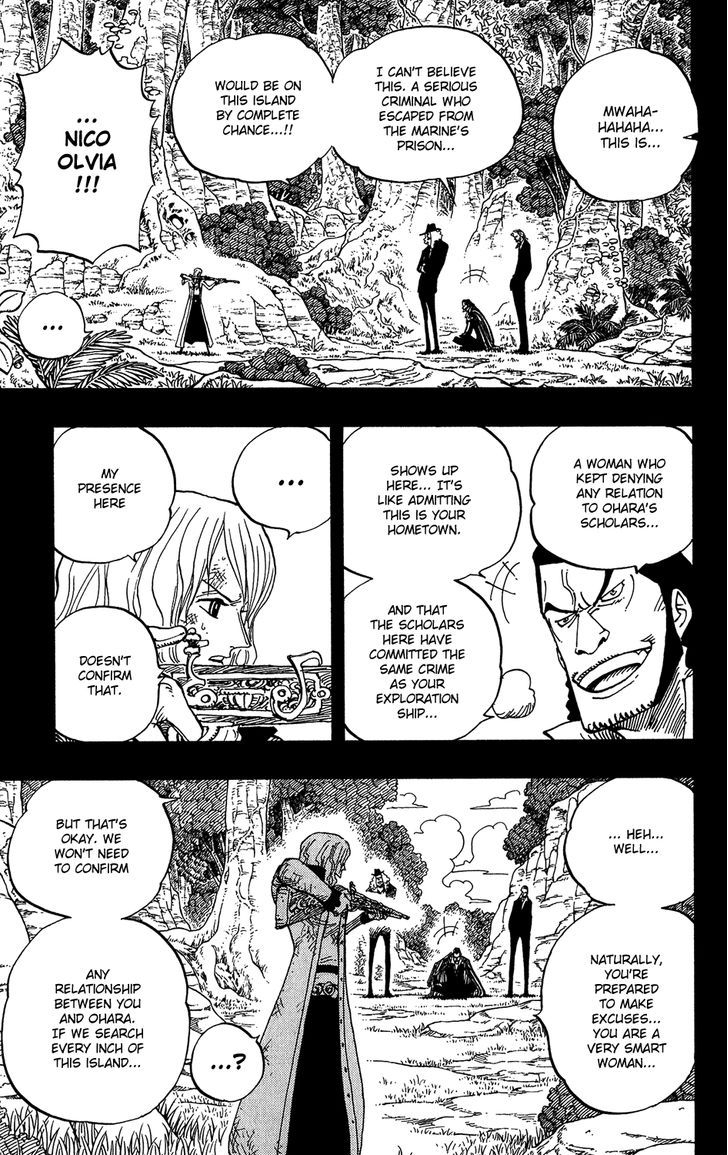 MWAHA-
HAHAHA...
THIS IS...
I CAN'T BELIEVE
THIS. A SERIOUS
CRIMINAL WHO
ESCAPED FROM
THE MARINE'S
PRISON...
WOULD BE ON
THIS ISLAND
BY COMPLETE
CHANCE...!!
...
NICO
OLVIA
!!!
...
A WOMAN WHO
KEPT DENYING
ANY RELATION
TO OHARA'S
SCHOLARS...
SHOWS UP
HERE... IT'S
LIKE ADMITTING
THIS IS YOUR
HOMETOWN.
AND THAT
THE SCHOLARS
HERE HAVE
COMMITTED THE
SAME CRIME
AS YOUR
EXPLORATION
SHIP...
...
MY
PRESENCE
HERE
DOESN'T
CONFIRM
THAT.
... HEH...
WELL...
NATURALLY,
YOU'RE
PREPARED
TO MAKE
EXCUSES...
YOU ARE A
VERY SMART
WOMAN.
BUT THAT'S
OKAY. WE
WON'T NEED
TO CONFIRM
ANY
RELATIONSHIP
BETWEEN YOU
AND OHARA.
IF WE SEARCH
EVERY INCH OF
THIS ISLAND...
...?